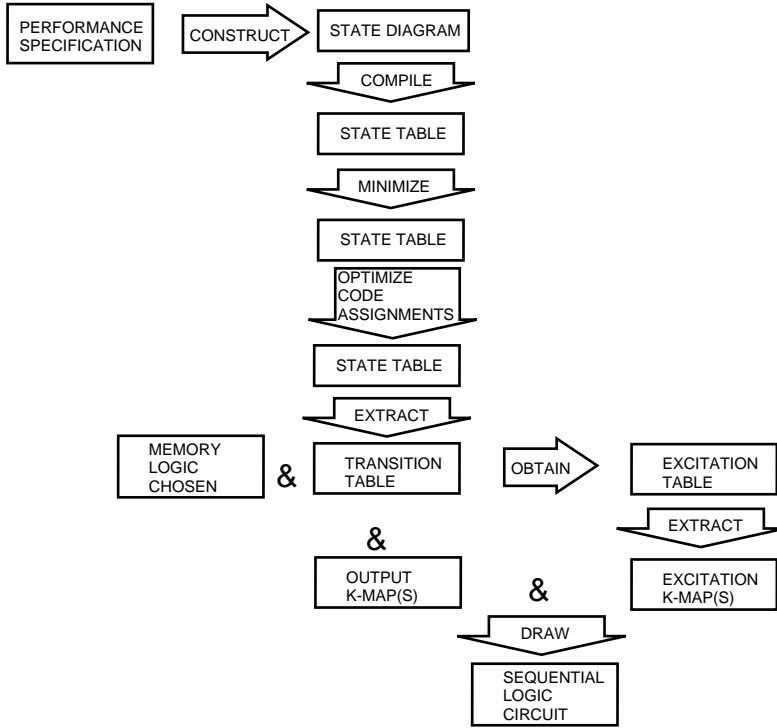 PERFORMANCE
SPECIFICATION
CONSTRUCT
STATE DIAGRAM
COMPILE
STATE TABLE
MINIMIZE
STATE TABLE
OPTIMIZE
CODE
ASSIGNMENTS
STATE TABLE
EXTRACT
MEMORY
LOGIC
CHOSEN
&
TRANSITION
TABLE
OBTAIN
EXCITATION
TABLE
EXTRACT
&
OUTPUT
K-MAP(S)
&
EXCITATION
K-MAP(S)
DRAW
SEQUENTIAL
LOGIC
CIRCUIT